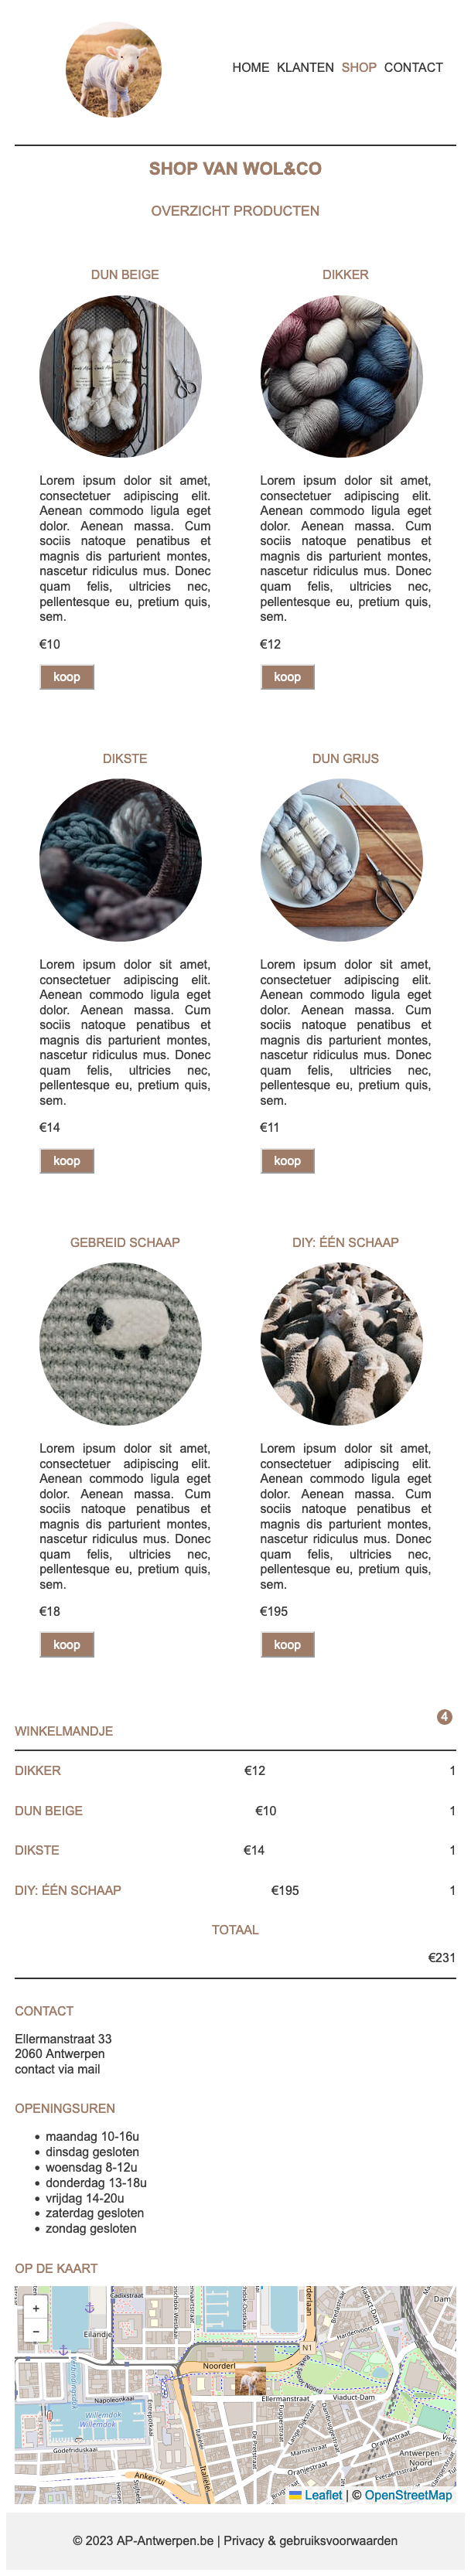 HOME KLANTEN SHOP CONTACT
SHOP VAN WOL&CO
OVERZICHT PRODUCTEN
DUN BEIGE
Lorem ipsum dolor sit amet,
consectetuer adipiscing elit.
Aenean commodo ligula eget
dolor. Aenean massa. Cum
sociis natoque penatibus et
magnis dis parturient montes,
nascetur ridiculus mus. Donec
quam felis, ultricies nec,
pellentesque eu, pretium quis,
sem.
€10
koop
DIKKER
Lorem ipsum dolor sit amet,
consectetuer adipiscing elit.
Aenean commodo ligula eget
dolor. Aenean massa. Cum
sociis natoque penatibus et
magnis dis parturient montes,
nascetur ridiculus mus. Donec
quam felis, ultricies nec,
pellentesque eu, pretium quis,
sem.
€12
koop
DIKSTE
Lorem ipsum dolor sit amet,
consectetuer adipiscing elit.
Aenean commodo ligula eget
dolor. Aenean massa. Cum
sociis natoque penatibus et
magnis dis parturient montes,
nascetur ridiculus mus. Donec
quam felis, ultricies nec,
pellentesque eu, pretium quis,
sem.
€14
koop
DUN GRIJS
Lorem ipsum dolor sit amet,
consectetuer adipiscing elit.
Aenean commodo ligula eget
dolor. Aenean massa. Cum
sociis natoque penatibus et
magnis dis parturient montes,
nascetur ridiculus mus. Donec
quam felis, ultricies nec,
pellentesque eu, pretium quis,
sem.
€11
koop
GEBREID SCHAAP
Lorem ipsum dolor sit amet,
consectetuer adipiscing elit.
Aenean commodo ligula eget
dolor. Aenean massa. Cum
sociis natoque penatibus et
magnis dis parturient montes,
nascetur ridiculus mus. Donec
quam felis, ultricies nec,
pellentesque eu, pretium quis,
sem.
€18
koop
DIY: ÉÉN SCHAAP
Lorem ipsum dolor sit amet,
consectetuer adipiscing elit.
Aenean commodo ligula eget
dolor. Aenean massa. Cum
sociis natoque penatibus et
magnis dis parturient montes,
nascetur ridiculus mus. Donec
quam felis, ultricies nec,
pellentesque eu, pretium quis,
sem.
€195
koop
4
WINKELMANDJE
DIKKER €12 1
DUN BEIGE €10 1
DIKSTE €14 1
DIY: ÉÉN SCHAAP €195 1
TOTAAL
€231
CONTACT
Ellermanstraat 33
2060 Antwerpen
contact via mail
OPENINGSUREN
• maandag 10-16u
• dinsdag gesloten
• woensdag 8-12u
• donderdag 13-18u
• vrijdag 14-20u
• zaterdag gesloten
• zondag gesloten
OP DE KAART
+
−
Cadixstraat
Eilandje
Dam
N1
Hardenvoort
Noorderl
Ellermanstraat
Viaduct-Dam
Napoleonkaai
Willemdok
Willemdok
Godefriduskaai
Ankerrui
Italiëlei
Oranjestraat
Marnixstraat
Antwerpen-
Noord
Leaflet | © OpenStreetMap
© 2023 AP-Antwerpen.be | Privacy & gebruiksvoorwaarden